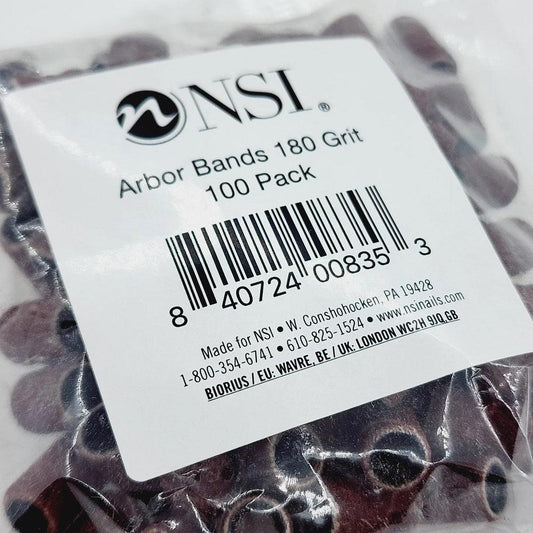 n NSI®
Arbor Bands 180 Grit
100 Pack
8 40724 00835 3
Made for NSI • W. Conshohocken, PA 19428
1-800-354-6741 • 610-825-1524 • www.nsinails.com
BIORIUS / EU: WAVRE, BE / UK: LONDON WC2H 9JQ,GB